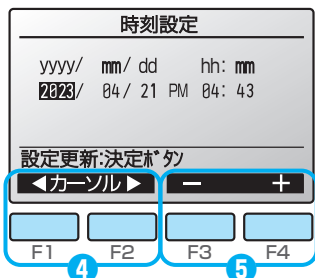 時刻設定
yyyy/ mm/ dd hh: mm
2023/ 04/ 21 PM 04: 43
設定更新:決定ボタン
◀カーソル▶ − +
F1 F2 F3 F4
4 5